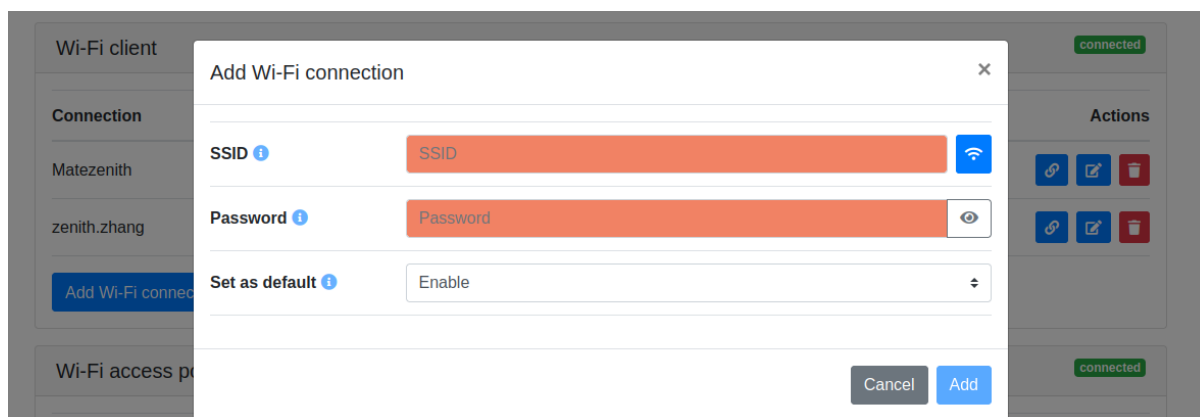 Wi-Fi client
connected
Add Wi-Fi connection
×
Connection
Actions
SSID
SSID
Matezenith
Password
Password
zenith.zhang
Set as default
Enable
Add Wi-Fi connec
Wi-Fi access po
connected
Cancel
Add